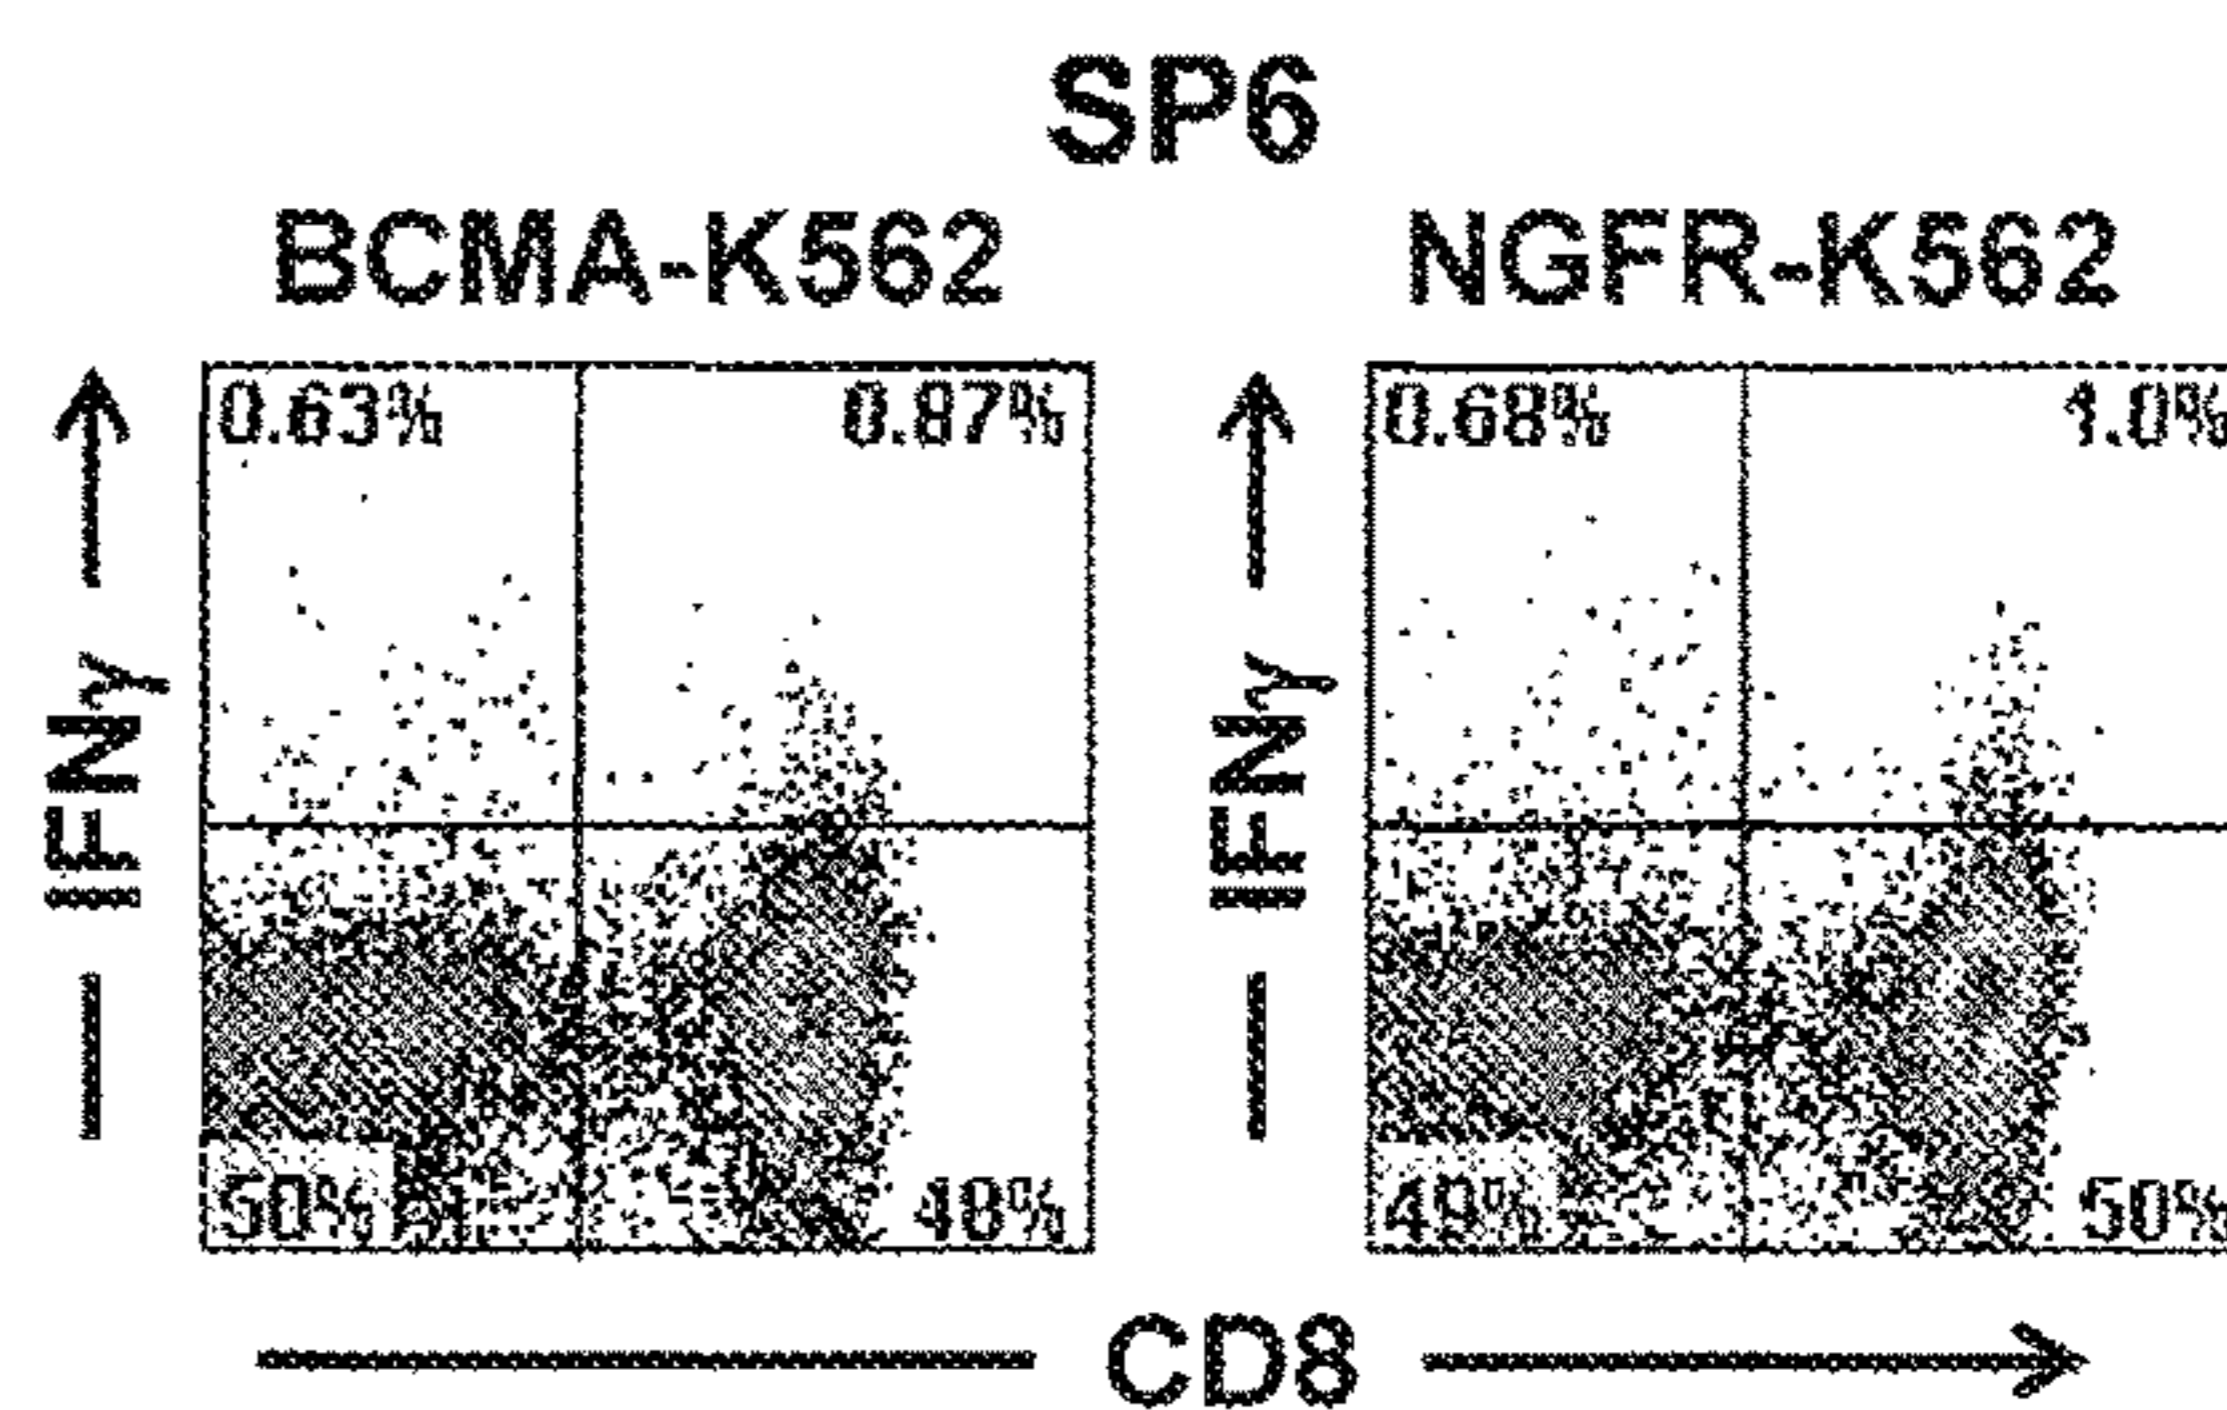 SP6
BCMA-K562 NGFR-K562
0.63% 0.87% 0.68% 1.0%
IFNγ IFNγ
50% 48% 49% 50%
CD8